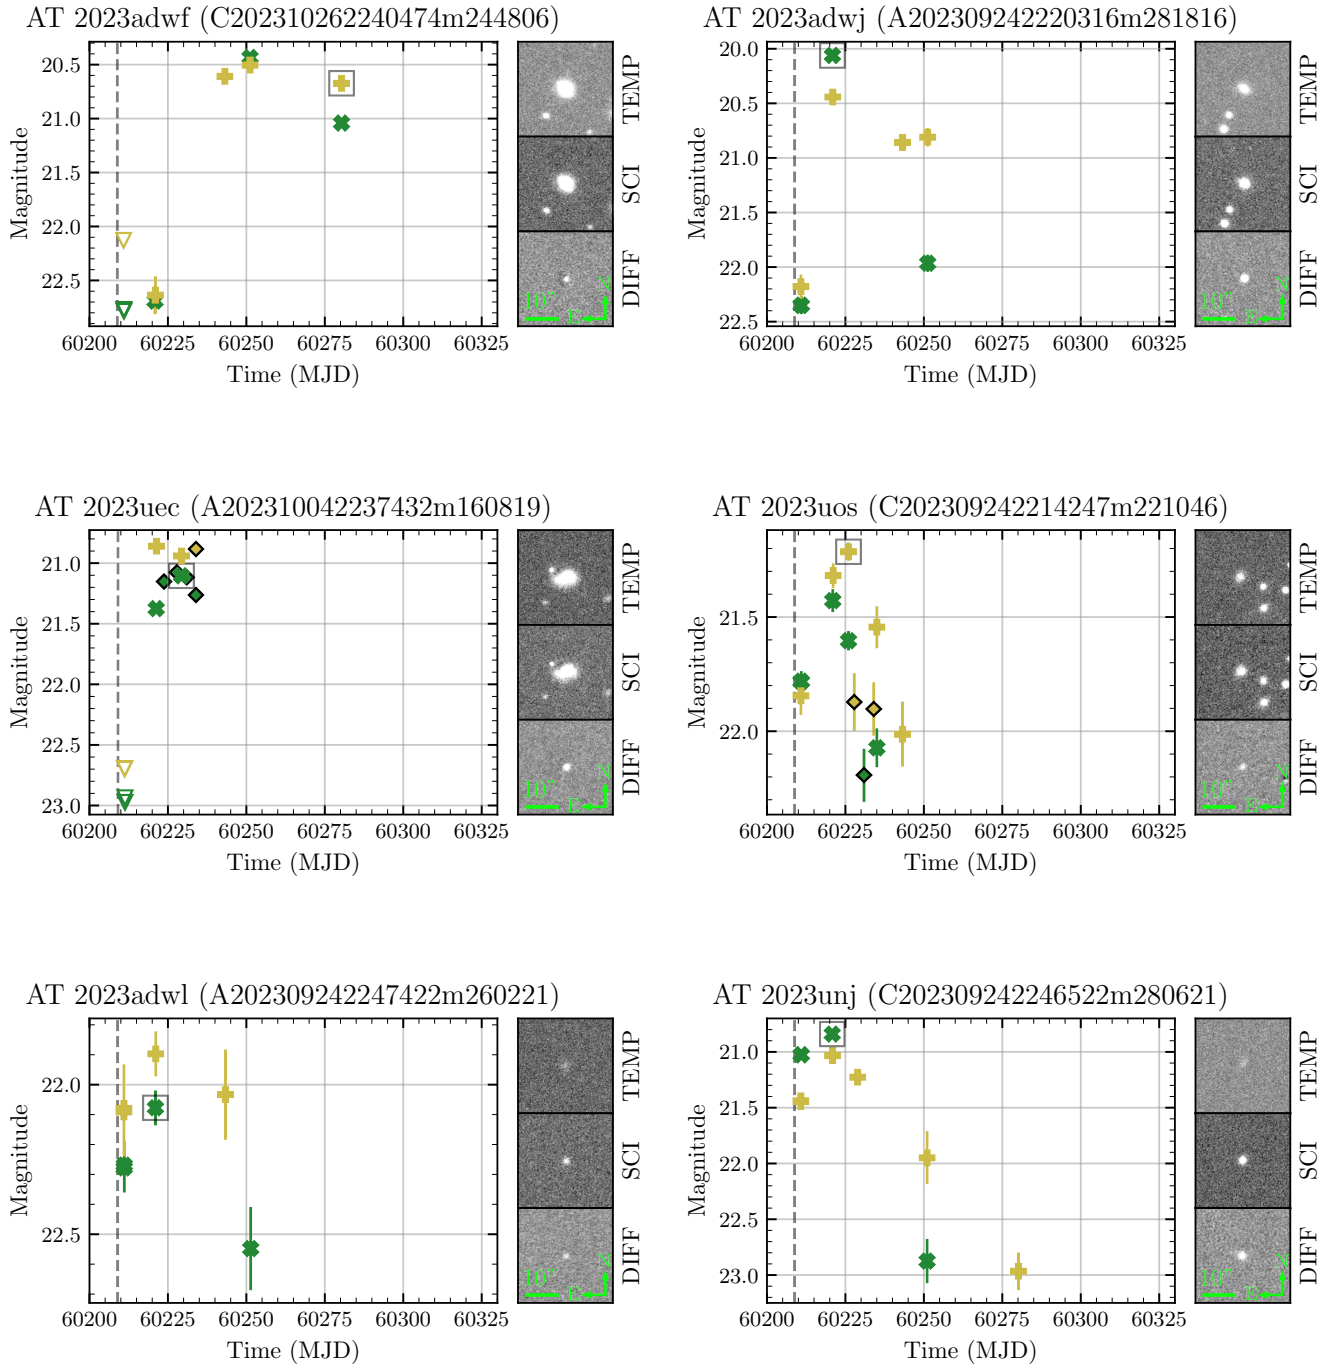 AT 2023adwf (C202310262240474m244806)
20.5
21.0
21.5
22.0
22.5
Magnitude
60200 60225 60250 60275 60300 60325
Time (MJD)
TEMP
SCI
DIFF
10"
N
E
AT 2023adwj (A202309242220316m281816)
20.0
20.5
21.0
21.5
22.0
22.5
Magnitude
60200 60225 60250 60275 60300 60325
Time (MJD)
TEMP
SCI
DIFF
10"
N
E
AT 2023uec (A202310042237432m160819)
21.0
21.5
22.0
22.5
23.0
Magnitude
60200 60225 60250 60275 60300 60325
Time (MJD)
TEMP
SCI
DIFF
10"
N
E
AT 2023uos (C202309242214247m221046)
21.5
22.0
Magnitude
60200 60225 60250 60275 60300 60325
Time (MJD)
TEMP
SCI
DIFF
10"
N
E
AT 2023adwl (A202309242247422m260221)
22.0
22.5
Magnitude
60200 60225 60250 60275 60300 60325
Time (MJD)
TEMP
SCI
DIFF
10"
N
E
AT 2023unj (C202309242246522m280621)
21.0
21.5
22.0
22.5
23.0
Magnitude
60200 60225 60250 60275 60300 60325
Time (MJD)
TEMP
SCI
DIFF
10"
N
E